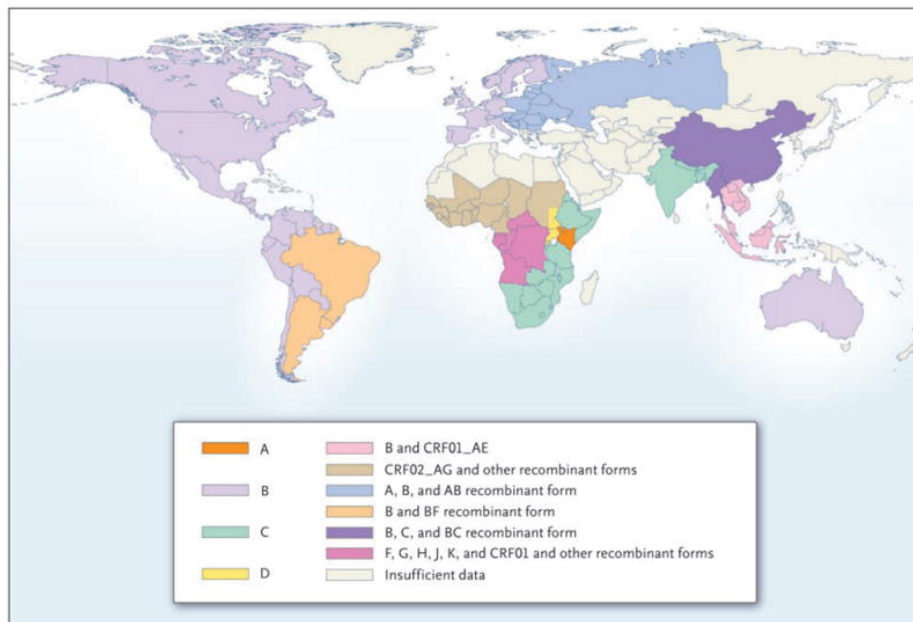 A
B
C
D
B and CRF01_AE
CRF02_AG and other recombinant forms
A, B, and AB recombinant form
B and BF recombinant form
B, C, and BC recombinant form
F, G, H, J, K, and CRF01 and other recombinant forms
Insufficient data